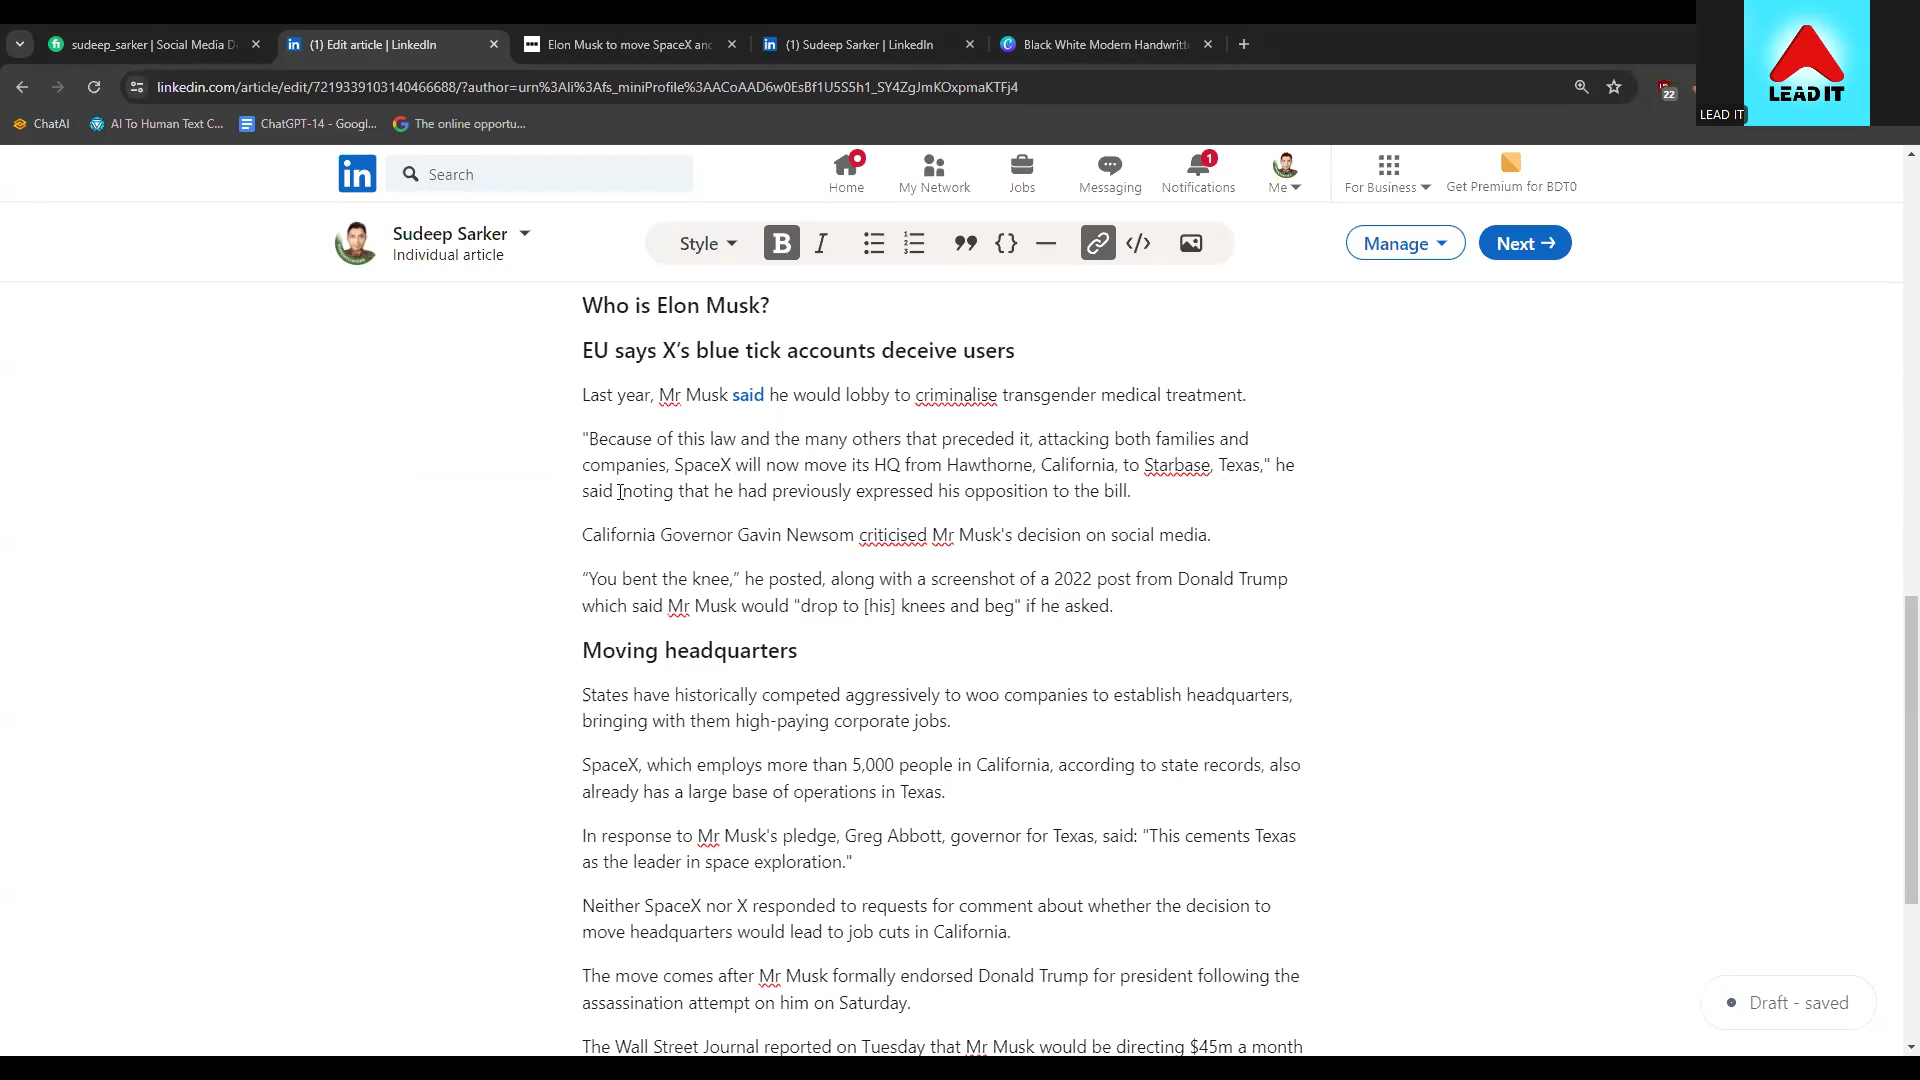 sudeep_sarker | Social Media D
(1) Edit article | LinkedIn
Elon Musk to move SpaceX and
(1) Sudeep Sarker | LinkedIn
Black White Modern Handwritt
LEAD IT
LEAD IT
linkedin.com/article/edit/7219339103140466688/?author=urn%3Ali%3Afs_miniProfile%3AACoAAD6w0EsBf1U5S5h1_SY4ZgJmKOxpmaKTFj4
22
ChatAI
AI To Human Text C...
ChatGPT-14 - Googl...
The online opportu...
in
Search
Home
My Network
Jobs
Messaging
1
Notifications
Me
For Business
Get Premium for BDT0
Sudeep Sarker
Individual article
Style
B I
Manage
Next →
Who is Elon Musk?
EU says X’s blue tick accounts deceive users
Last year, Mr Musk said he would lobby to criminalise transgender medical treatment.
"Because of this law and the many others that preceded it, attacking both families and
companies, SpaceX will now move its HQ from Hawthorne, California, to Starbase, Texas," he
said noting that he had previously expressed his opposition to the bill.
California Governor Gavin Newsom criticised Mr Musk's decision on social media.
“You bent the knee,” he posted, along with a screenshot of a 2022 post from Donald Trump
which said Mr Musk would "drop to [his] knees and beg" if he asked.
Moving headquarters
States have historically competed aggressively to woo companies to establish headquarters,
bringing with them high-paying corporate jobs.
SpaceX, which employs more than 5,000 people in California, according to state records, also
already has a large base of operations in Texas.
In response to Mr Musk's pledge, Greg Abbott, governor for Texas, said: "This cements Texas
as the leader in space exploration."
Neither SpaceX nor X responded to requests for comment about whether the decision to
move headquarters would lead to job cuts in California.
The move comes after Mr Musk formally endorsed Donald Trump for president following the
assassination attempt on him on Saturday.
The Wall Street Journal reported on Tuesday that Mr Musk would be directing $45m a month
Draft - saved